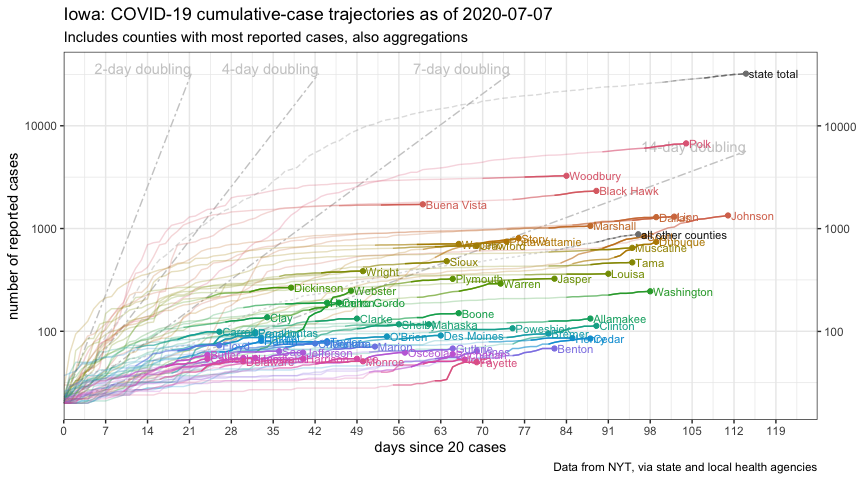 Iowa: COVID-19 cumulative-case trajectories as of 2020-07-07
Includes counties with most reported cases, also aggregations
2-day doubling 4-day doubling 7-day doubling
state total
10000 10000
14-day doubling Polk
Woodbury
Black Hawk
Buena Vista
Johnson
1000 1000
Marshall
all other counties
Story
Dubuque
Muscatine
Sioux
Tama
Wright
Louisa
Plymouth
Jasper
Warren
Dickinson
Webster
Washington
Boone
Clay
Clarke
Allamakee
Clinton
100 100
Mahaska
Poweshiek
O'Brien
Des Moines
Cedar
Marion
Jefferson
Osceola
Benton
Monroe
Fayette
number of reported cases
0 7 14 21 28 35 42 49 56 63 70 77 84 91 98 105 112 119
days since 20 cases
Data from NYT, via state and local health agencies